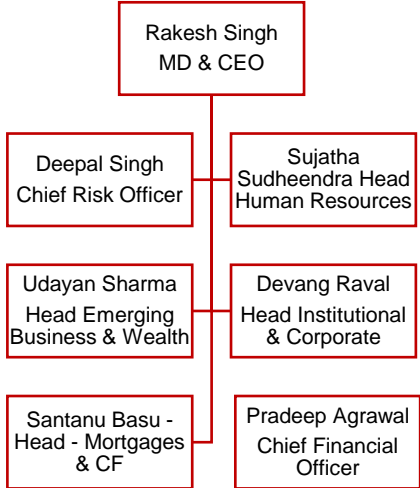 Rakesh Singh
MD & CEO
Deepal Singh
Chief Risk Officer
Sujatha
Sudheendra Head
Human Resources
Udayan Sharma
Head Emerging
Business & Wealth
Devang Raval
Head Institutional
& Corporate
Santanu Basu -
Head - Mortgages
& CF
Pradeep Agrawal
Chief Financial
Officer